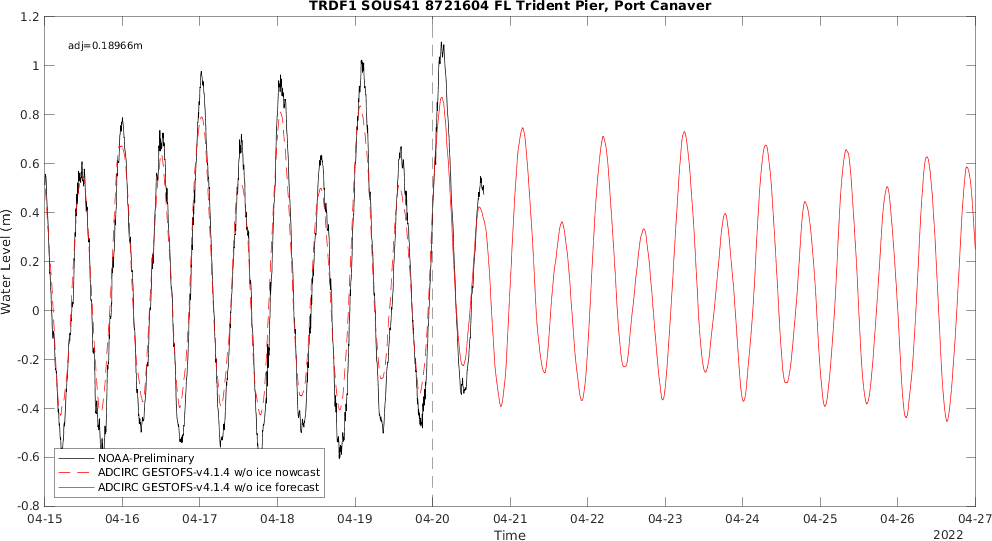 TRDF1 SOUS41 8721604 FL Trident Pier, Port Canaver
adj=0.18966m
Water Level (m)
1.2
1
0.8
0.6
0.4
0.2
0
-0.2
-0.4
-0.6
-0.8
NOAA-Preliminary
ADCIRC GESTOFS-v4.1.4 w/o ice nowcast
ADCIRC GESTOFS-v4.1.4 w/o ice forecast
04-15 04-16 04-17 04-18 04-19 04-20 04-21 04-22 04-23 04-24 04-25 04-26 04-27
Time
2022